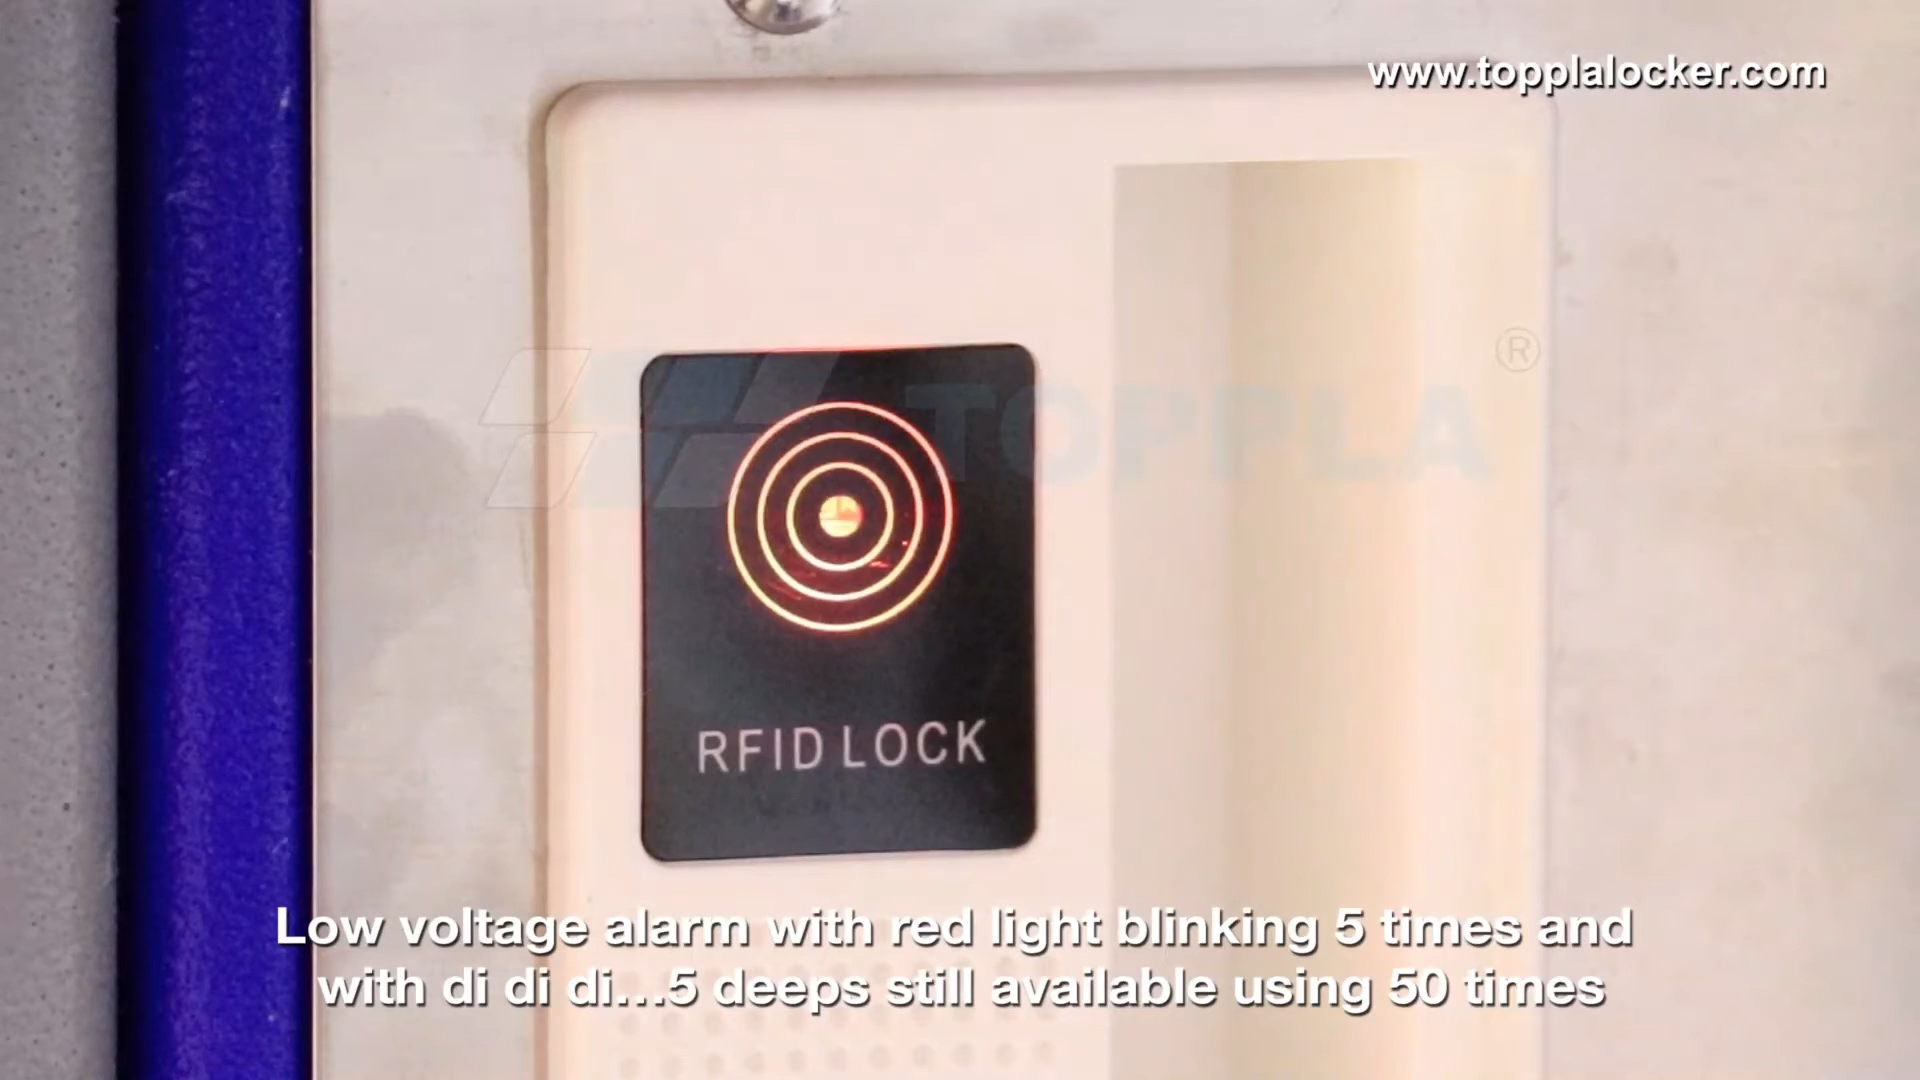 www.topplalocker.com
TOPPLA®
RFID LOCK
Low voltage alarm with red light blinking 5 times and
with di di di...5 deeps still available using 50 times